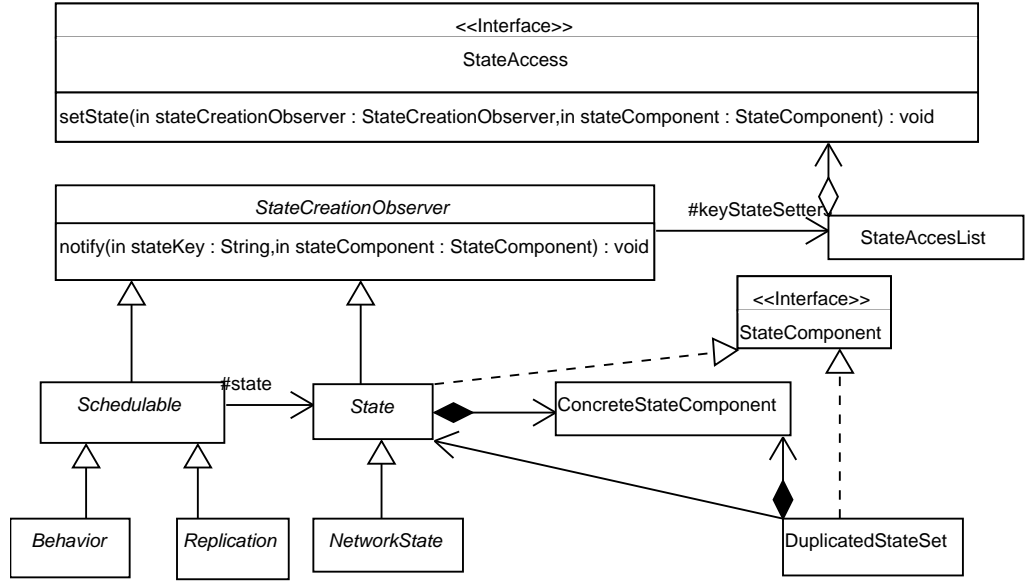 <<Interface>>
StateAccess
setState(in stateCreationObserver : StateCreationObserver,in stateComponent : StateComponent) : void
StateCreationObserver
notify(in stateKey : String,in stateComponent : StateComponent) : void
#keyStateSetters
StateAccesList
<<Interface>>
StateComponent
Schedulable
#state
State
ConcreteStateComponent
Behavior
Replication
NetworkState
DuplicatedStateSet